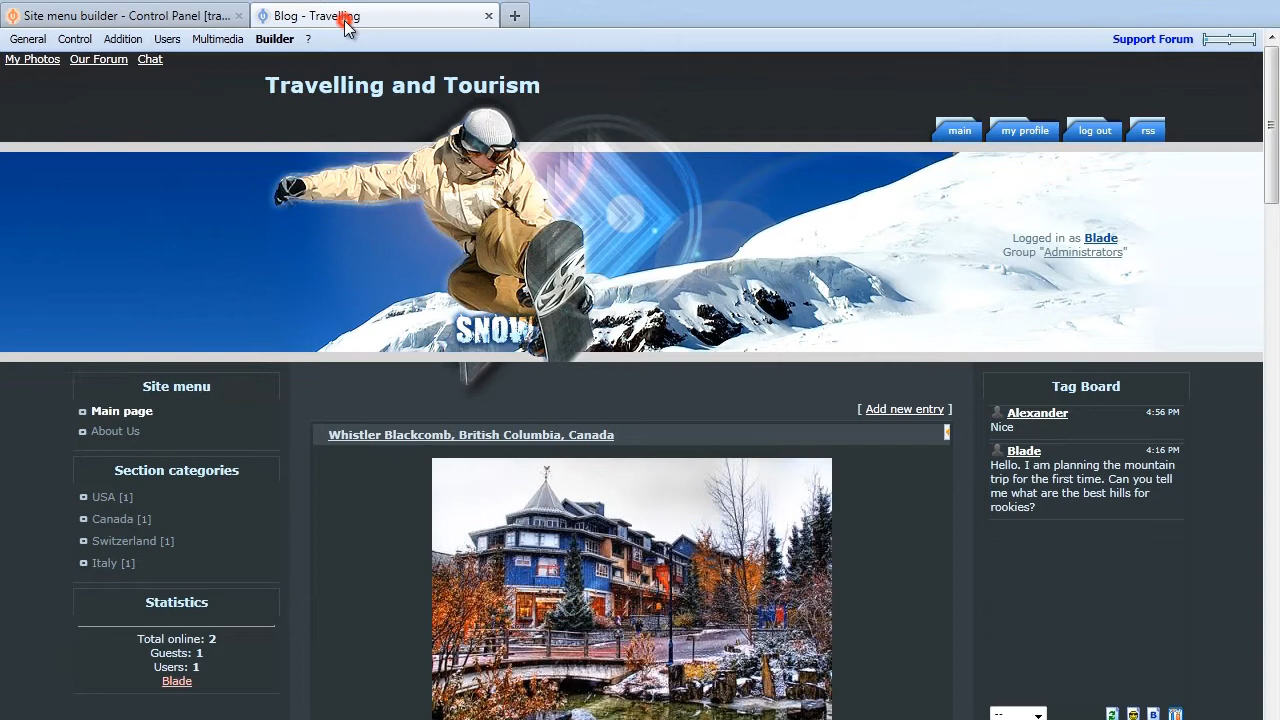 Site menu builder - Control Panel [tra...
Blog - Travelling
General Control Addition Users Multimedia Builder ?
Support Forum
My Photos Our Forum Chat
Travelling and Tourism
main my profile log out rss
Logged in as Blade
Group "Administrators"
SNOW
Site menu
Main page
About Us
Section categories
USA [1]
Canada [1]
Switzerland [1]
Italy [1]
Statistics
Total online: 2
Guests: 1
Users: 1
Blade
[ Add new entry ]
Whistler Blackcomb, British Columbia, Canada
Tag Board
Alexander 4:56 PM
Nice
Blade 4:16 PM
Hello. I am planning the mountain
trip for the first time. Can you tell
me what are the best hills for
rookies?
--
B